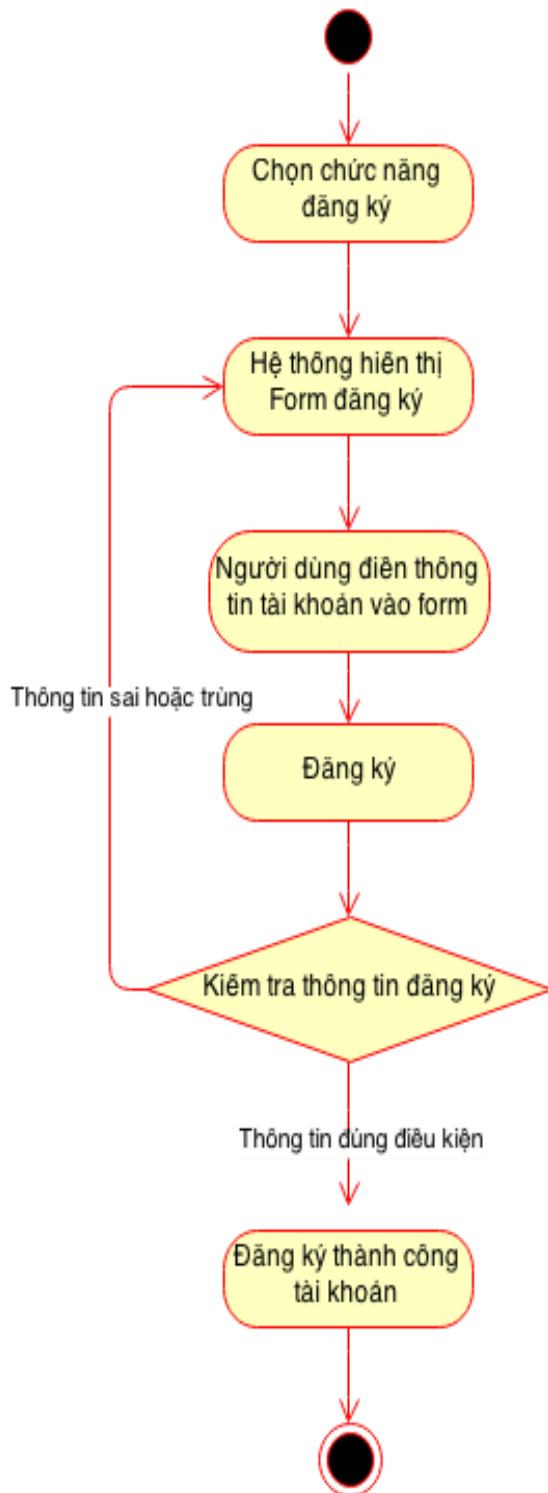 Chọn chức năng
đăng ký
Hệ thống hiển thị
Form đăng ký
Người dùng điền thông
tin tài khoản vào form
Thông tin sai hoặc trùng
Đăng ký
Kiểm tra thông tin đăng ký
Thông tin đúng điều kiện
Đăng ký thành công
tài khoản